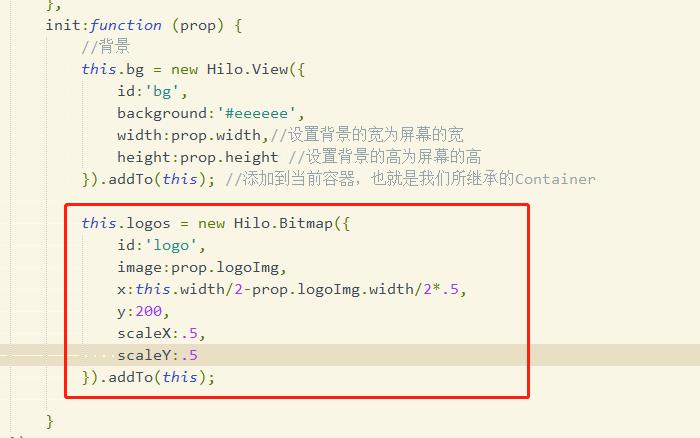 },
init:function (prop) {
//背景
this.bg = new Hilo.View({
id:'bg',
background:'#eeeeee',
width:prop.width,//设置背景的宽为屏幕的宽
height:prop.height //设置背景的高为屏幕的高
}).addTo(this); //添加到当前容器，也就是我们所继承的Container
this.logos = new Hilo.Bitmap({
id:'logo',
image:prop.logoImg,
x:this.width/2-prop.logoImg.width/2*.5,
y:200,
scaleX:.5,
scaleY:.5
}).addTo(this);
}